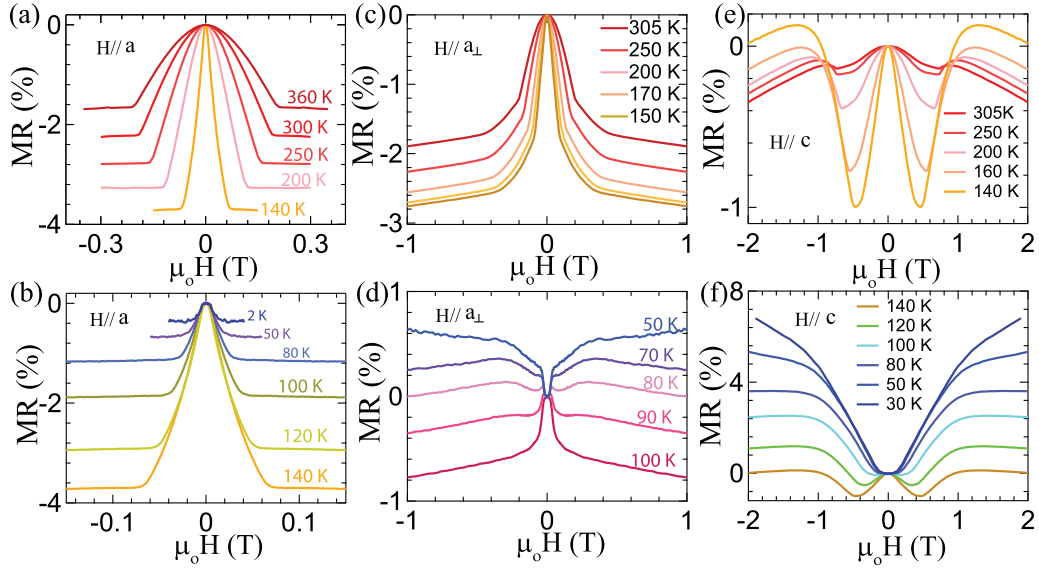 (a)
H// a
MR (%)
0
-2
-4
360 K
300 K
250 K
200 K
140 K
-0.3
0
0.3
μoH (T)
(c)
H// a⊥
MR (%)
0
-1
-2
-3
305 K
250 K
200 K
170 K
150 K
-1
0
1
μoH (T)
(e)
H// c
MR (%)
0
-1
305K
250 K
200 K
160 K
140 K
-2
-1
0
1
2
μoH (T)
(b)
H// a
MR (%)
0
-2
-4
2 K
50 K
80 K
100 K
120 K
140 K
-0.1
0
0.1
μoH (T)
(d)
H// a⊥
MR (%)
1
0
-1
50 K
70 K
80 K
90 K
100 K
-1
0
1
μoH (T)
(f)
H// c
MR (%)
8
4
0
140 K
120 K
100 K
80 K
50 K
30 K
-2
-1
0
1
2
μoH (T)